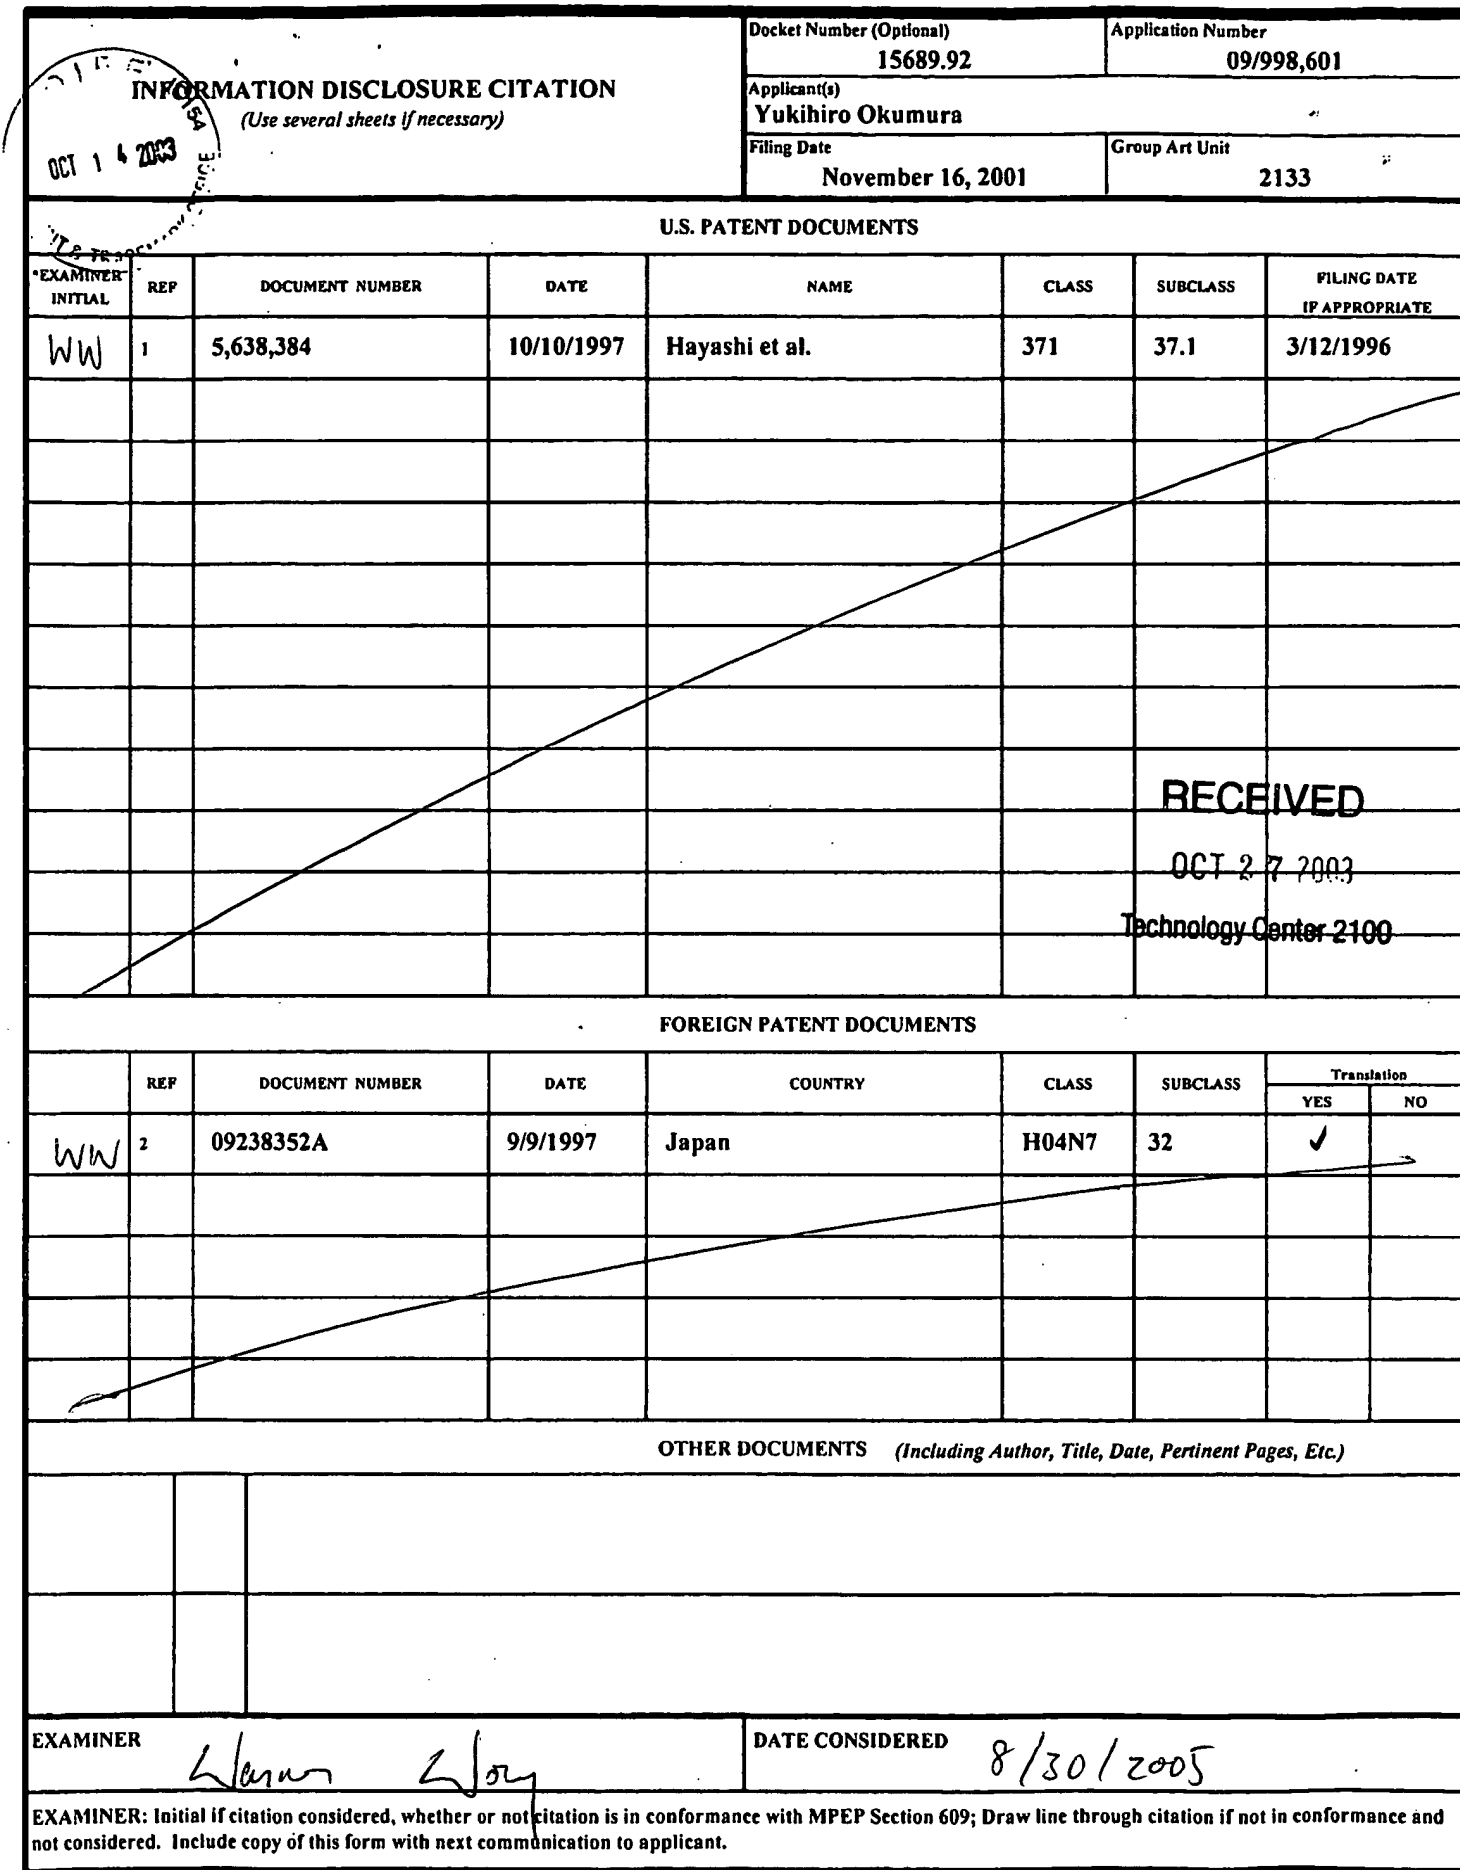 Docket Number (Optional)
15689.92
Application Number
09/998,601
INFORMATION DISCLOSURE CITATION
(Use several sheets if necessary)
Applicant(s)
Yukihiro Okumura
Filing Date
November 16, 2001
Group Art Unit
2133
OCT 14 2003
U.S. PATENT DOCUMENTS
*EXAMINER INITIAL REF DOCUMENT NUMBER DATE NAME CLASS SUBCLASS FILING DATE IF APPROPRIATE
WW 1 5,638,384 10/10/1997 Hayashi et al. 371 37.1 3/12/1996
RECEIVED
OCT 27 2003
Technology Center 2100
FOREIGN PATENT DOCUMENTS
REF DOCUMENT NUMBER DATE COUNTRY CLASS SUBCLASS Translation
YES NO
WW 2 09238352A 9/9/1997 Japan H04N7 32 ✓
OTHER DOCUMENTS (Including Author, Title, Date, Pertinent Pages, Etc.)
EXAMINER
DATE CONSIDERED 8/30/2005
EXAMINER: Initial if citation considered, whether or not citation is in conformance with MPEP Section 609; Draw line through citation if not in conformance and
not considered. Include copy of this form with next communication to applicant.